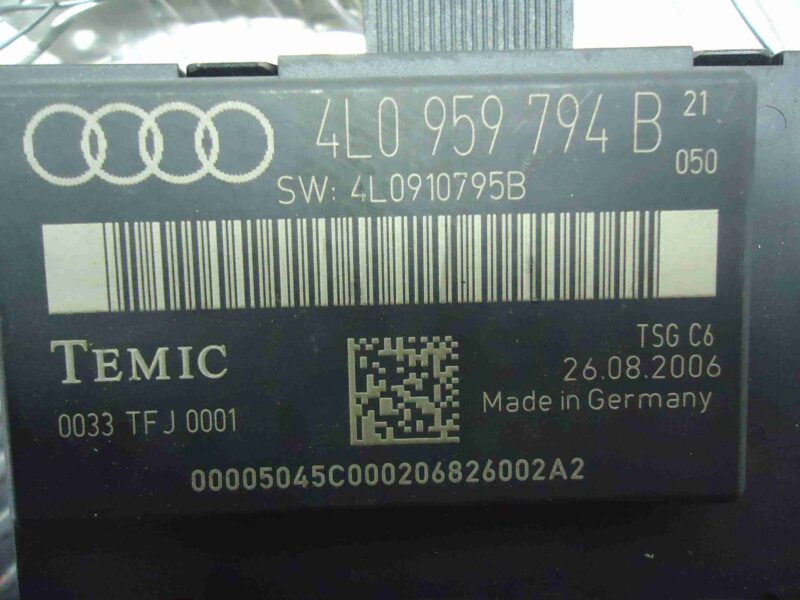 4L0 959 794 B 21
050
SW: 4L0910795B
TEMIC
TSG C6
26.08.2006
Made in Germany
0033 TFJ 0001
00005045C000206826002A2